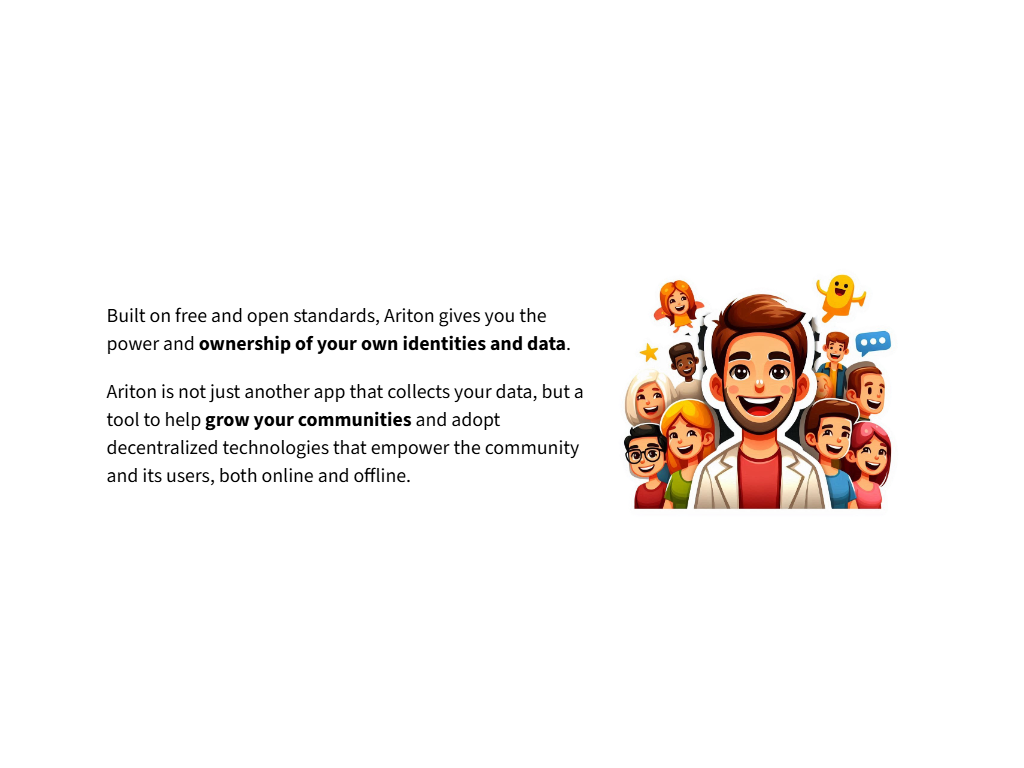 Built on free and open standards, Ariton gives you the
power and ownership of your own identities and data.
Ariton is not just another app that collects your data, but a
tool to help grow your communities and adopt
decentralized technologies that empower the community
and its users, both online and offline.